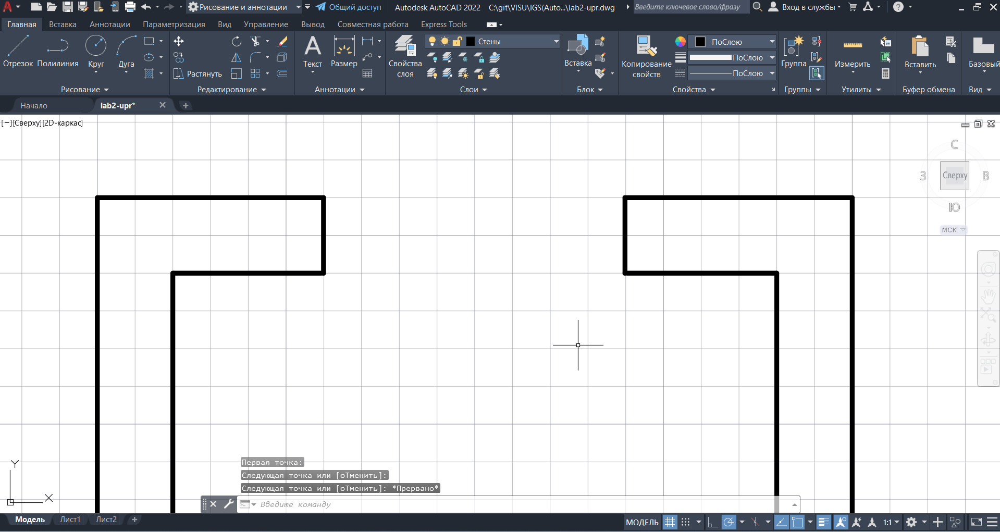 Рисование и аннотации
Общий доступ
Autodesk AutoCAD 2022 C:\git\VISU\IGS(Auto...\lab2-upr.dwg
Введите ключевое слово/фразу
Вход в службы
Главная Вставка Аннотации Параметризация Вид Управление Вывод Совместная работа Express Tools
Отрезок Полилиния Круг Дуга
Растянуть
Текст Размер
Свойства слоя
Стены
Вставка
Копирование свойств
ПоСлою
ПоСлою
ПоСлою
Группа
Измерить
Вставить
Базовый
Рисование Редактирование Аннотации Слои Блок Свойства Группы Утилиты Буфер обмена Вид
Начало lab2-upr*
[−][Сверху][2D-каркас]
С
З Сверху В
Ю
МСК
Первая точка:
Следующая точка или [оТменить]:
Следующая точка или [оТменить]: *Прервано*
Введите команду
Y
X
Модель Лист1 Лист2
МОДЕЛЬ
1:1